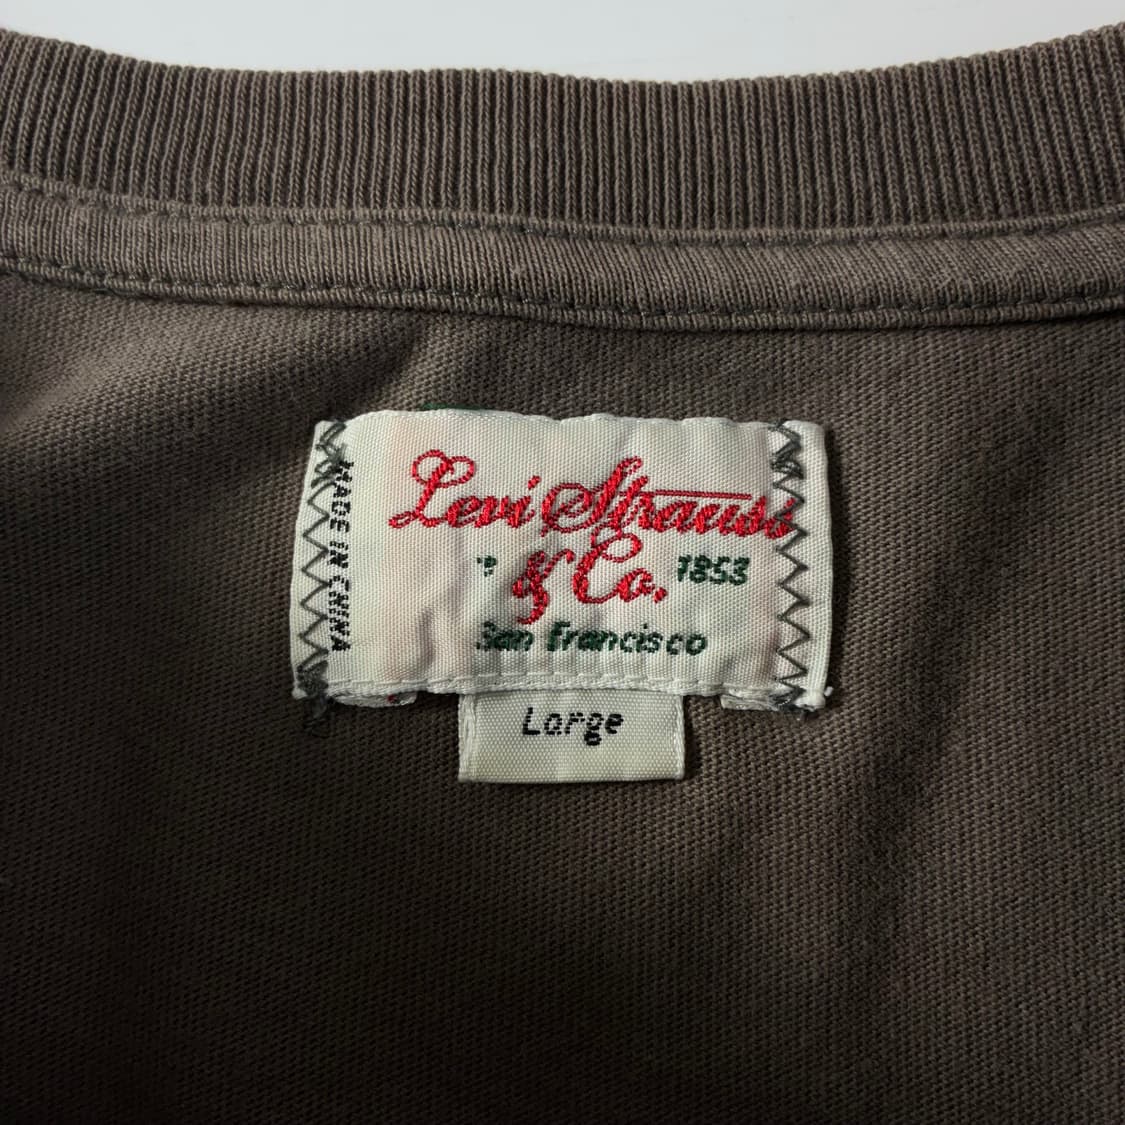 MADE IN CHINA
Levi Strauss
& Co. 1853
San Francisco
Large